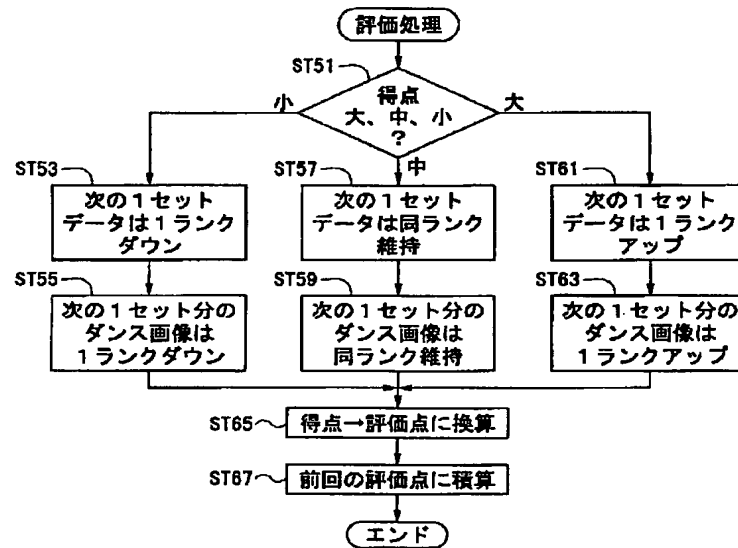 評価処理
ST51
得点
大、中、小
?
小
大
中
ST53
次の1セット
データは1ランク
ダウン
ST57
次の1セット
データは同ランク
維持
ST61
次の1セット
データは1ランク
アップ
ST55
次の1セット分の
ダンス画像は
1ランクダウン
ST59
次の1セット分の
ダンス画像は
同ランク維持
ST63
次の1セット分の
ダンス画像は
1ランクアップ
ST65
得点→評価点に換算
ST67
前回の評価点に積算
エンド